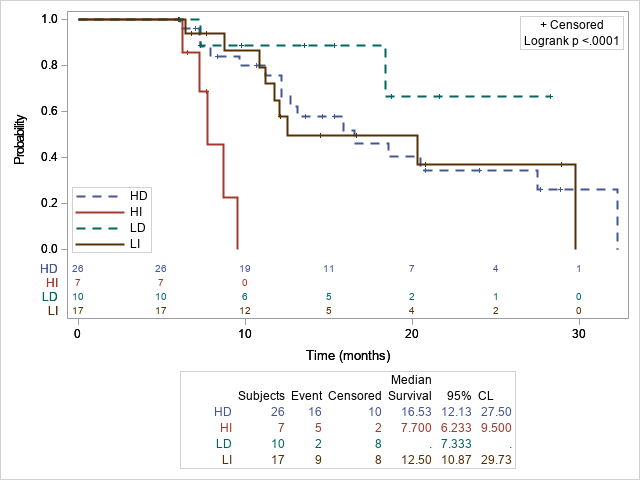 1.0
+ Censored
Logrank p <.0001
0.8
0.6
Probability
0.4
0.2
0.0
HD
HI
LD
LI
HD 26 26 19 11 7 4 1
HI 7 7 0
LD 10 10 6 5 2 1 0
LI 17 17 12 5 4 2 0
0 10 20 30
Time (months)
Median
Subjects Event Censored Survival 95% CL
HD 26 16 10 16.53 12.13 27.50
HI 7 5 2 7.700 6.233 9.500
LD 10 2 8 . 7.333 .
LI 17 9 8 12.50 10.87 29.73